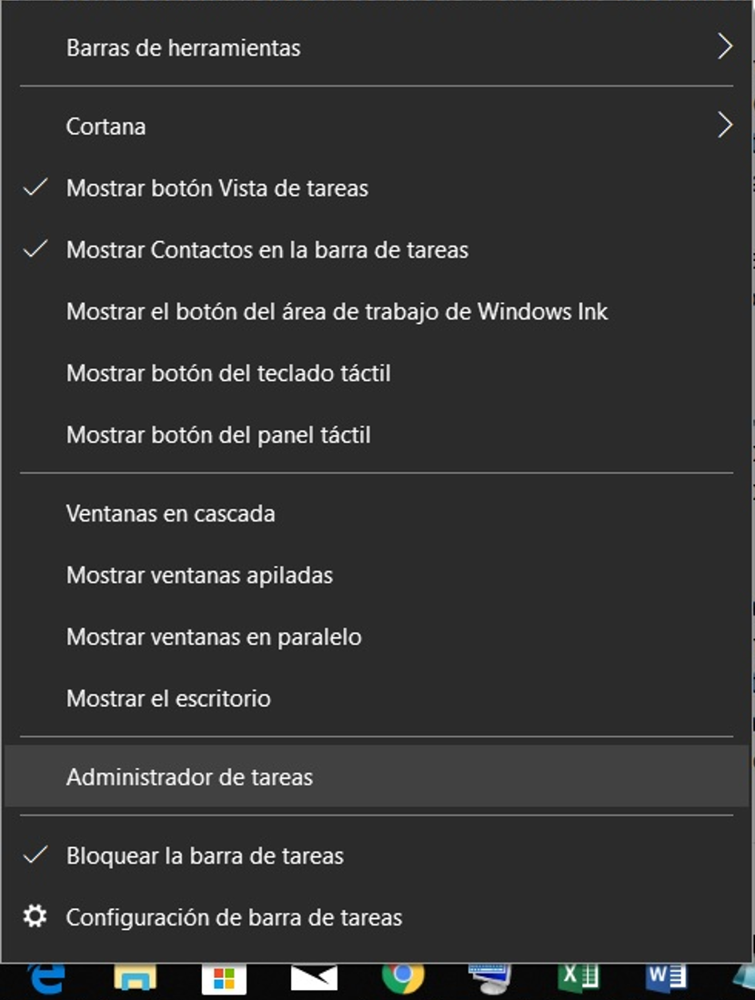 Barras de herramientas
Cortana
Mostrar botón Vista de tareas
Mostrar Contactos en la barra de tareas
Mostrar el botón del área de trabajo de Windows Ink
Mostrar botón del teclado táctil
Mostrar botón del panel táctil
Ventanas en cascada
Mostrar ventanas apiladas
Mostrar ventanas en paralelo
Mostrar el escritorio
Administrador de tareas
Bloquear la barra de tareas
Configuración de barra de tareas